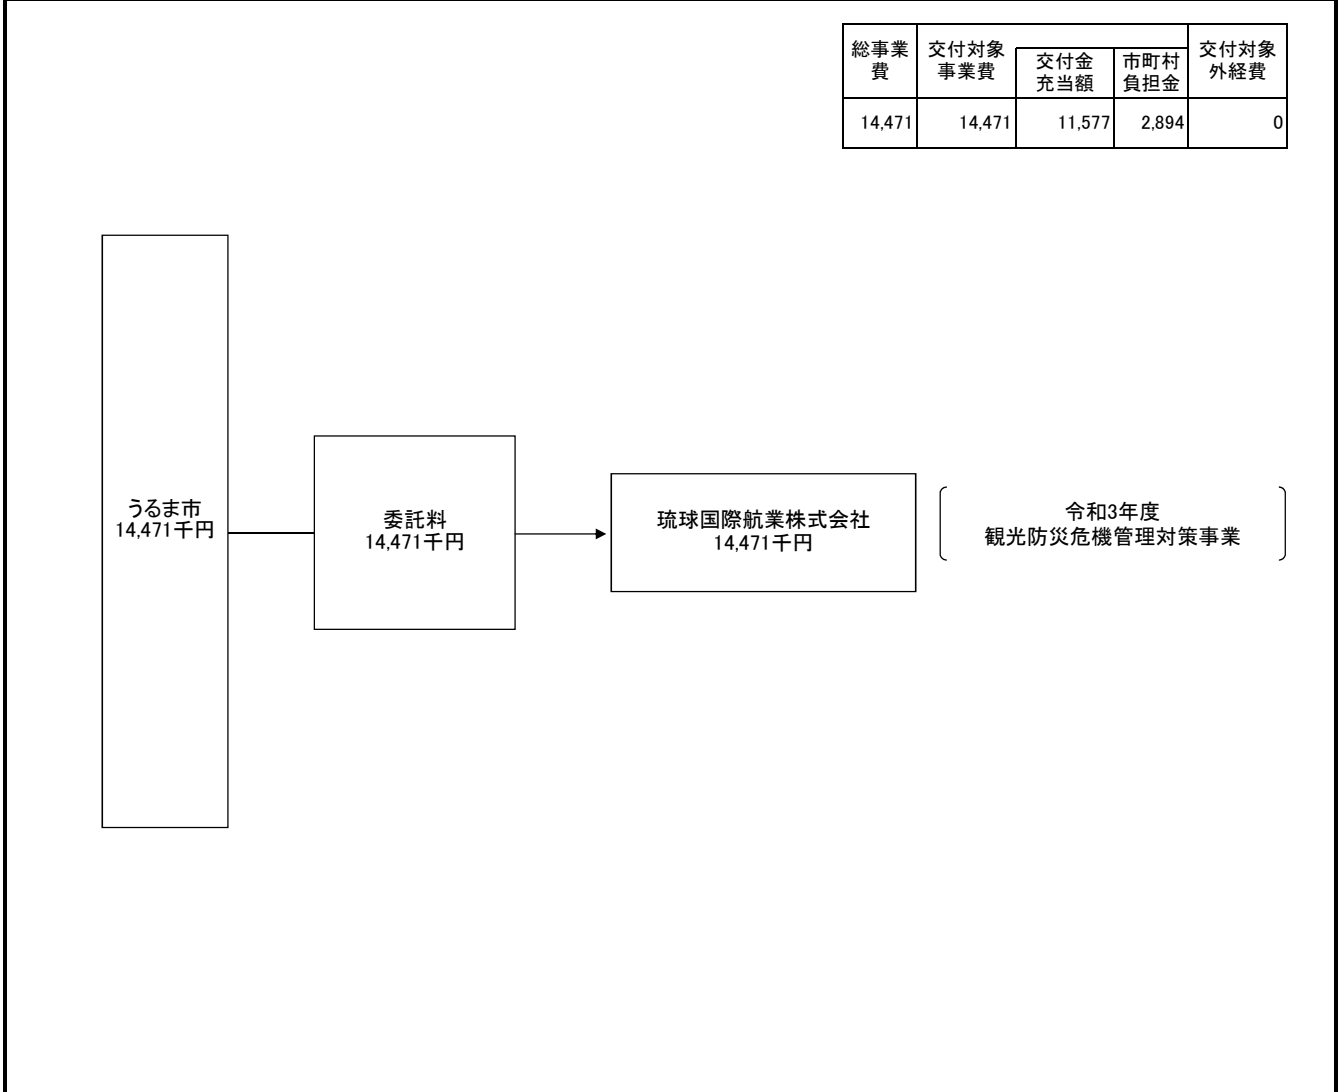 総事業
費
交付対象
事業費
交付金
充当額
市町村
負担金
交付対象
外経費
14,471
14,471
11,577
2,894
0
うるま市
14,471千円
委託料
14,471千円
琉球国際航業株式会社
14,471千円
令和3年度
観光防災危機管理対策事業